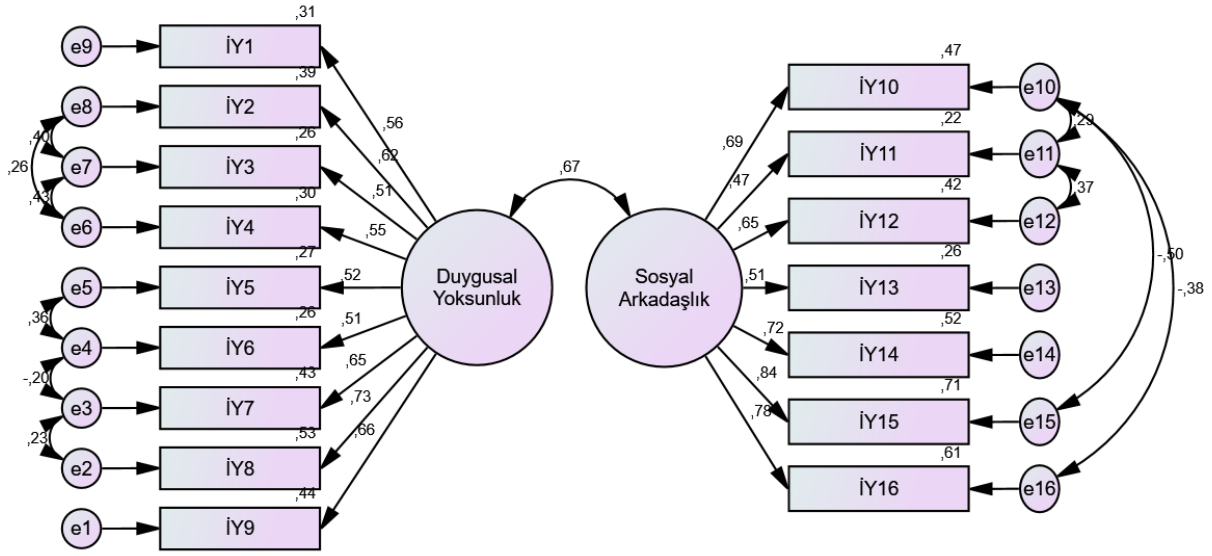 ,31
e9
İY1
,39
e8
İY2
,56
,40
,26
e7
İY3
,62
,26
,43
,30
e6
İY4
,51
,55
,27
e5
İY5
,52
,36
,26
e4
İY6
,51
-,20
,43
e3
İY7
,65
,23
,53
e2
İY8
,73
,44
e1
İY9
,66
Duygusal
Yoksunluk
,67
Sosyal
Arkadaşlık
,47
,69
İY10
e10
,29
,22
,47
İY11
e11
,37
,42
,65
İY12
e12
,26
,51
İY13
e13
-,50
-,38
,52
,72
İY14
e14
,71
,84
İY15
e15
,61
,78
İY16
e16